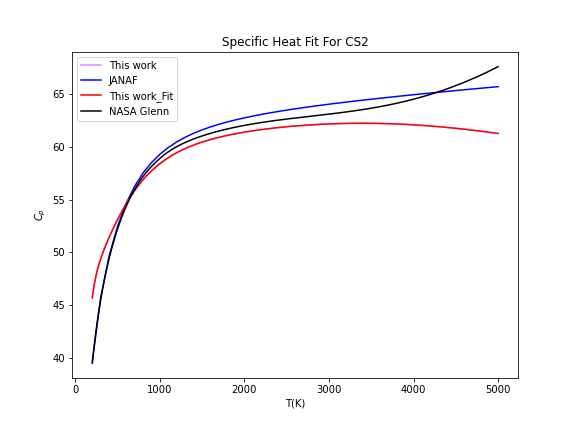 Specific Heat Fit For CS2
This work
JANAF
This work_Fit
NASA Glenn
65
60
55
50
45
40
C_p
0
1000
2000
3000
4000
5000
T(K)